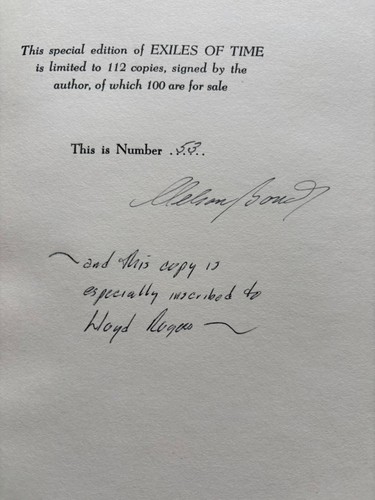 This special edition of EXILES OF TIME
is limited to 112 copies, signed by the
author, of which 100 are for sale
This is Number .53..
Nelson Bond
~and this copy is
especially inscribed to
Lloyd Rogers~